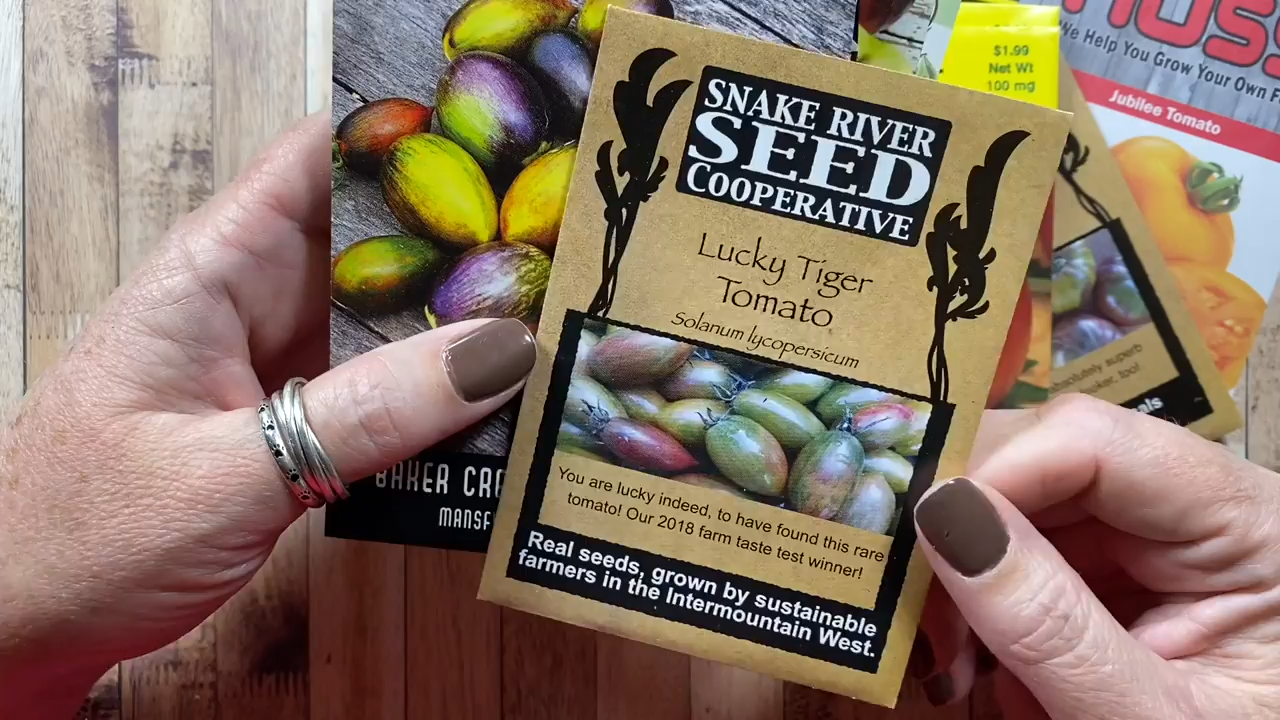 SNAKE RIVER
SEED
COOPERATIVE
Lucky Tiger
Tomato
Solanum lycopersicum
You are lucky indeed, to have found this rare
tomato! Our 2018 farm taste test winner!
Real seeds, grown by sustainable
farmers in the Intermountain West.
BAKER
$1.99
Net Wt
100 mg
We Help You Grow Your Own
Jubilee Tomato
superb
too!